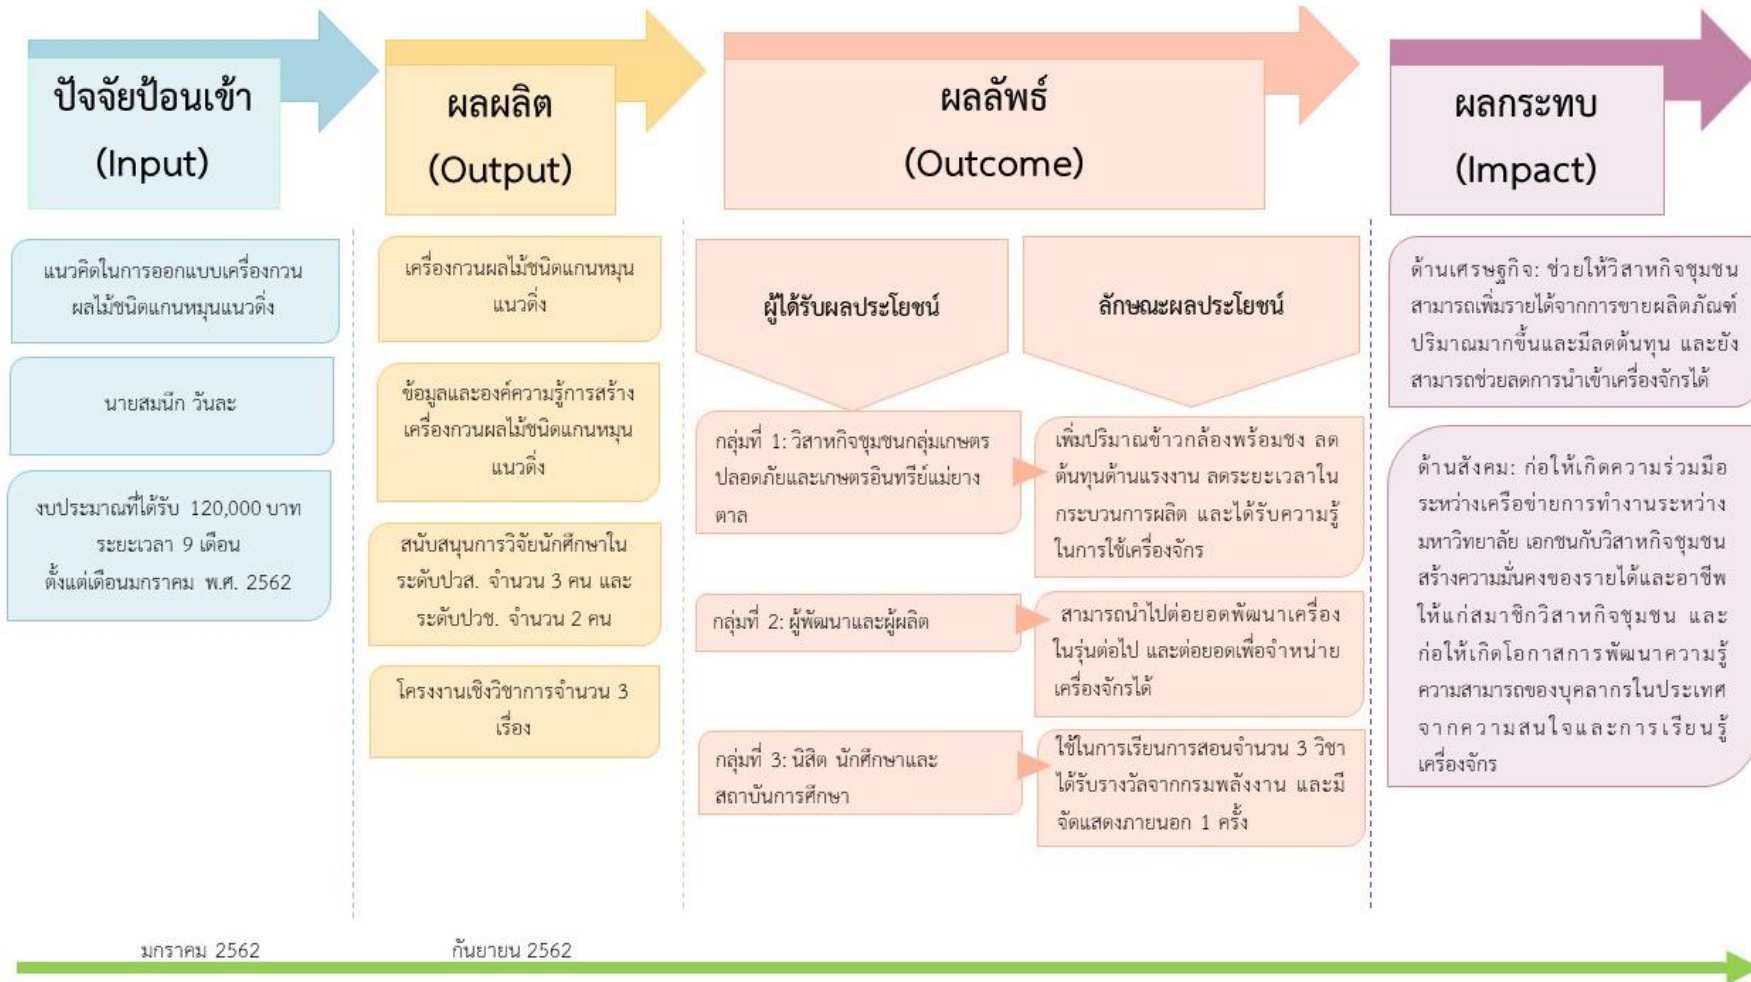 ปัจจัยป้อนเข้า
(Input)
แนวคิดในการออกแบบเครื่องกวน
ผลไม้ชนิดแกนหมุนแนวดิ่ง
นายสมนึก วันละ
งบประมาณที่ได้รับ 120,000 บาท
ระยะเวลา 9 เดือน
ตั้งแต่เดือนมกราคม พ.ศ. 2562
ผลผลิต
(Output)
เครื่องกวนผลไม้ชนิดแกนหมุน
แนวดิ่ง
ข้อมูลและองค์ความรู้การสร้าง
เครื่องกวนผลไม้ชนิดแกนหมุน
แนวดิ่ง
สนับสนุนการวิจัยนักศึกษาใน
ระดับปวส. จำนวน 3 คน และ
ระดับปวช. จำนวน 2 คน
โครงงานเชิงวิชาการจำนวน 3
เรื่อง
ผลลัพธ์
(Outcome)
ผู้ได้รับผลประโยชน์
ลักษณะผลประโยชน์
กลุ่มที่ 1: วิสาหกิจชุมชนกลุ่มเกษตร
ปลอดภัยและเกษตรอินทรีย์แม่ยาง
ตาล
เพิ่มปริมาณข้าวกล้องพร้อมชง ลด
ต้นทุนด้านแรงงาน ลดระยะเวลาใน
กระบวนการผลิต และได้รับความรู้
ในการใช้เครื่องจักร
กลุ่มที่ 2: ผู้พัฒนาและผู้ผลิต
สามารถนำไปต่อยอดพัฒนาเครื่อง
ในรุ่นต่อไป และต่อยอดเพื่อจำหน่าย
เครื่องจักรได้
กลุ่มที่ 3: นิสิต นักศึกษาและ
สถาบันการศึกษา
ใช้ในการเรียนการสอนจำนวน 3 วิชา
ได้รับรางวัลจากกรมพลังงาน และมี
จัดแสดงภายนอก 1 ครั้ง
ผลกระทบ
(Impact)
ด้านเศรษฐกิจ: ช่วยให้วิสาหกิจชุมชน
สามารถเพิ่มรายได้จากการขายผลิตภัณฑ์
ปริมาณมากขึ้นและมีลดต้นทุน และยัง
สามารถช่วยลดการนำเข้าเครื่องจักรได้
ด้านสังคม: ก่อให้เกิดความร่วมมือ
ระหว่างเครือข่ายการทำงานระหว่าง
มหาวิทยาลัย เอกชนกับวิสาหกิจชุมชน
สร้างความมั่นคงของรายได้และอาชีพ
ให้แก่สมาชิกวิสาหกิจชุมชน และ
ก่อให้เกิดโอกาสการพัฒนาความรู้
ความสามารถของบุคลากรในประเทศ
จากความสนใจและการเรียนรู้
เครื่องจักร
มกราคม 2562
กันยายน 2562